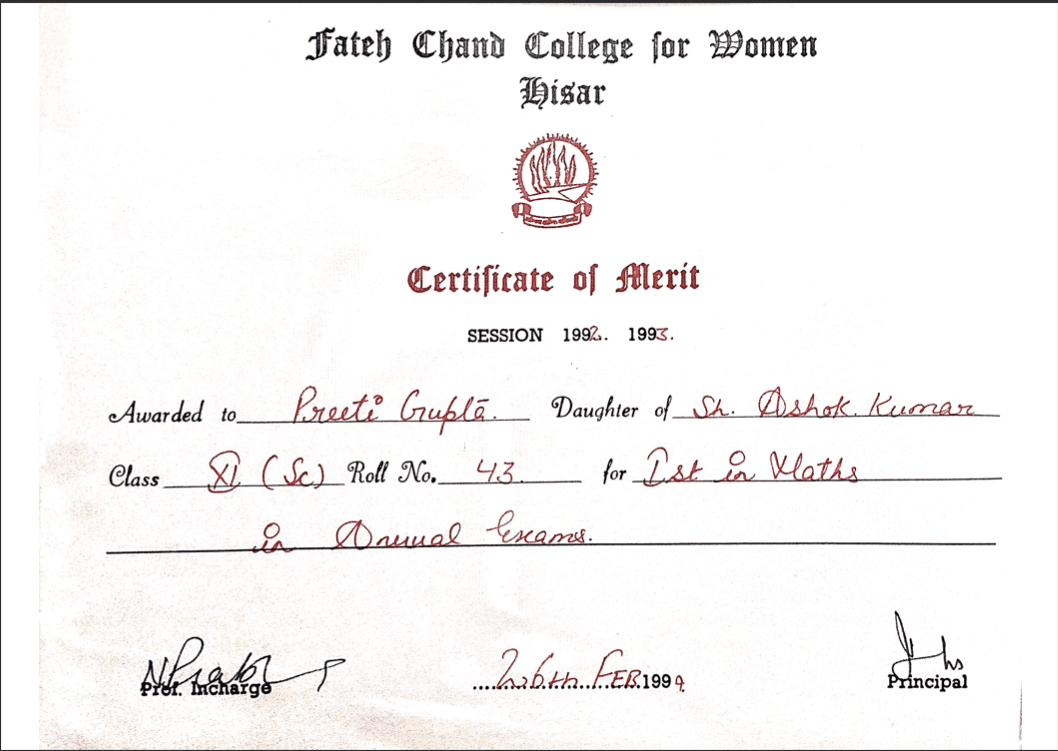 Fateh Chand College for Women
Hisar
Certificate of Merit
SESSION 1992. 1993.
Awarded to Preeti Gupta. Daughter of Sh. Ashok Kumar
Class XI (Sc) Roll No. 43. for Ist in Maths
in Annual Exams.
26th FEB. 199
Prof. Incharge
Principal